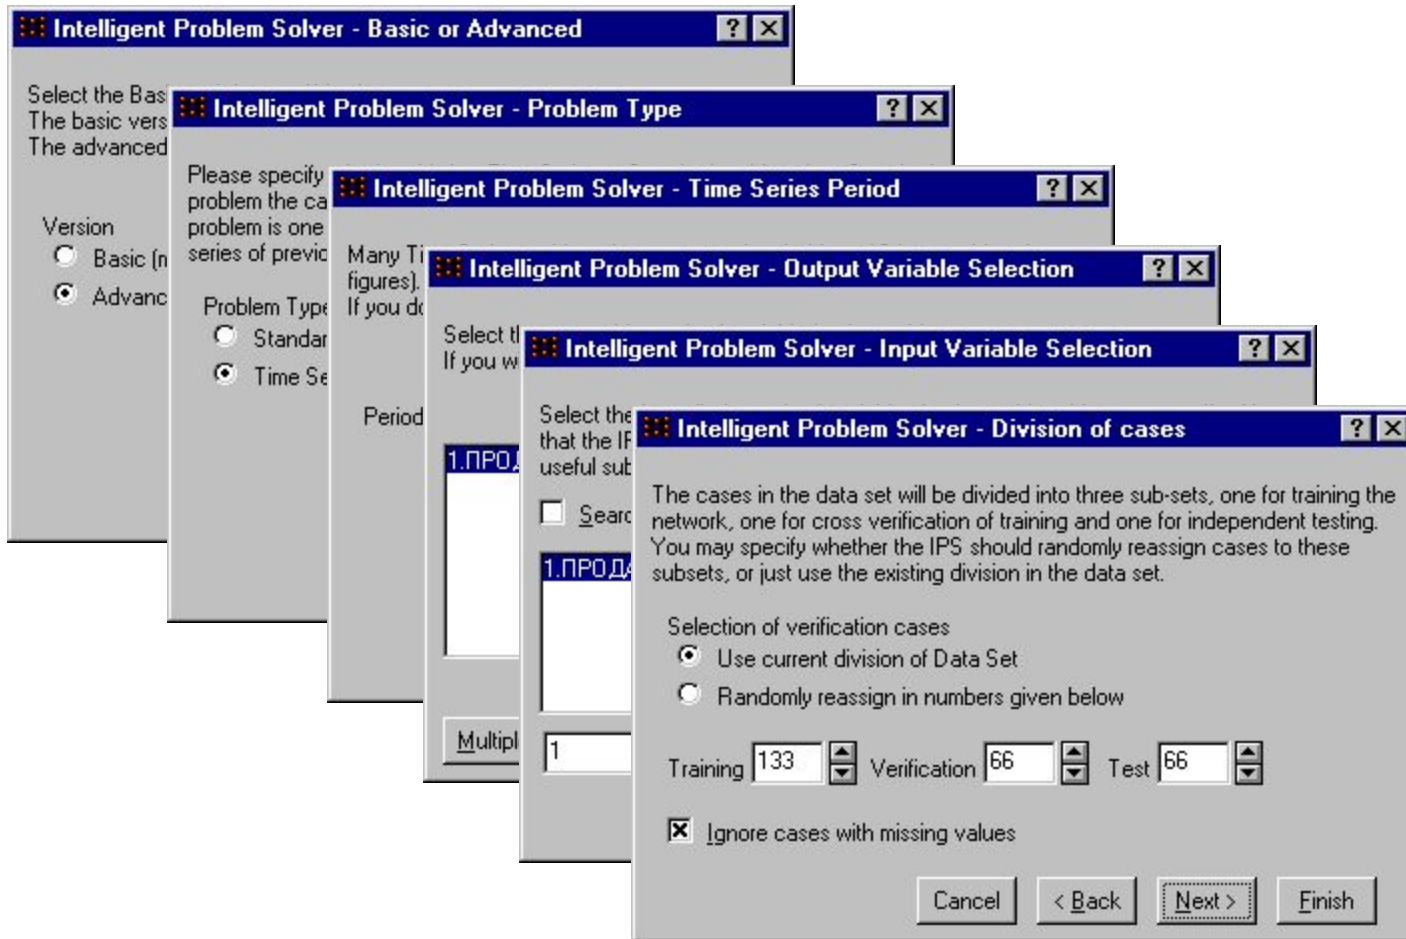 Intelligent Problem Solver - Basic or Advanced
Select the Bas
The basic vers
The advanced
Version
Basic (n
Advanc
Intelligent Problem Solver - Problem Type
Please specify
problem the ca
problem is one
series of previc
Problem Type
Standar
Time Se
Intelligent Problem Solver - Time Series Period
Many Ti
figures).
If you do
Period
Intelligent Problem Solver - Output Variable Selection
Select th
If you w
1.ПРОД
Multipl
Intelligent Problem Solver - Input Variable Selection
Select the
that the IP
useful sub
Searc
1.ПРОДА
1
Intelligent Problem Solver - Division of cases
The cases in the data set will be divided into three sub-sets, one for training the
network, one for cross verification of training and one for independent testing.
You may specify whether the IPS should randomly reassign cases to these
subsets, or just use the existing division in the data set.
Selection of verification cases
Use current division of Data Set
Randomly reassign in numbers given below
Training 133 Verification 66 Test 66
Ignore cases with missing values
Cancel < Back Next > Finish